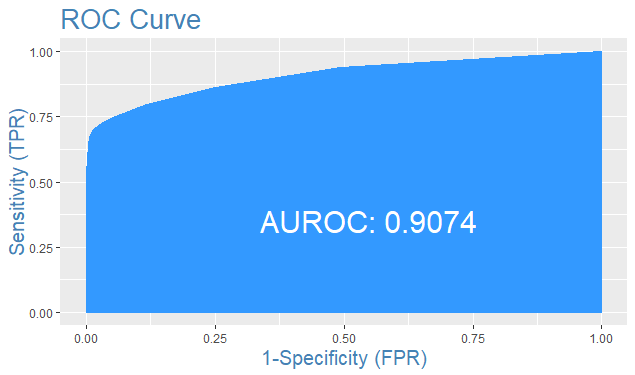 ROC Curve
1.00
0.75
0.50
0.25
0.00
Sensitivity (TPR)
AUROC: 0.9074
0.00 0.25 0.50 0.75 1.00
1-Specificity (FPR)